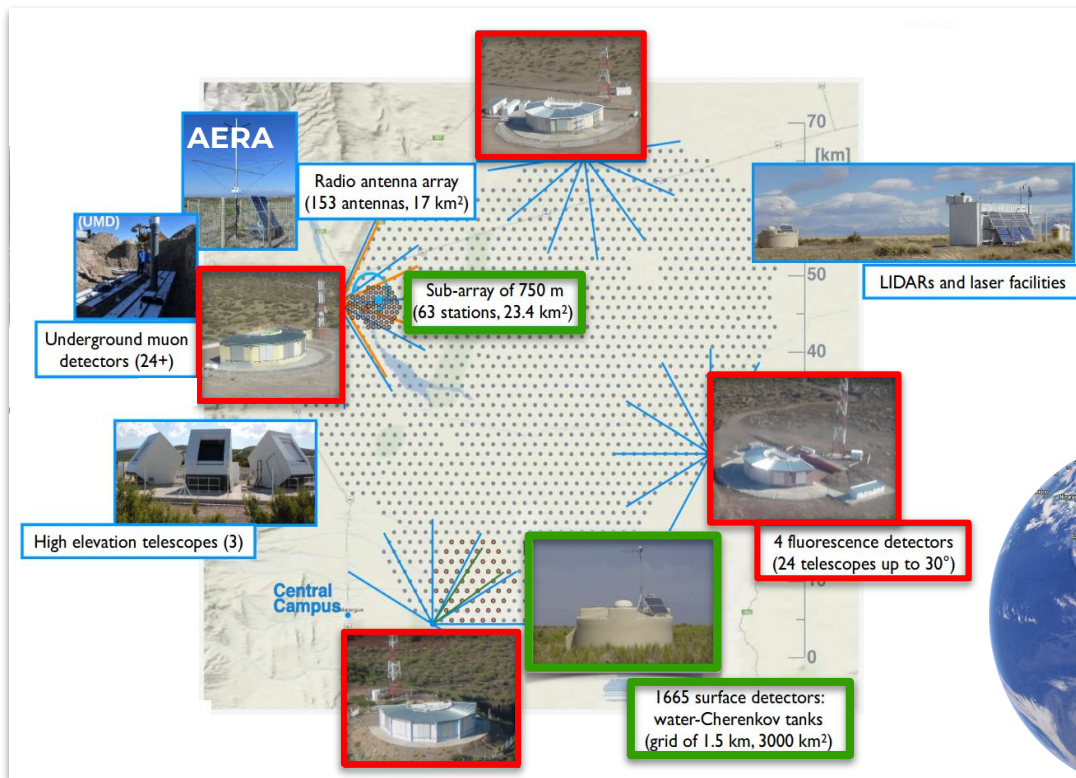 AERA
Radio antenna array
(153 antennas, 17 km²)
70
[km]
(UMD)
LIDARs and laser facilities
50
Sub-array of 750 m
(63 stations, 23.4 km²)
Underground muon
detectors (24+)
40
High elevation telescopes (3)
4 fluorescence detectors
(24 telescopes up to 30°)
10
Central
Campus
0
1665 surface detectors:
water-Cherenkov tanks
(grid of 1.5 km, 3000 km²)